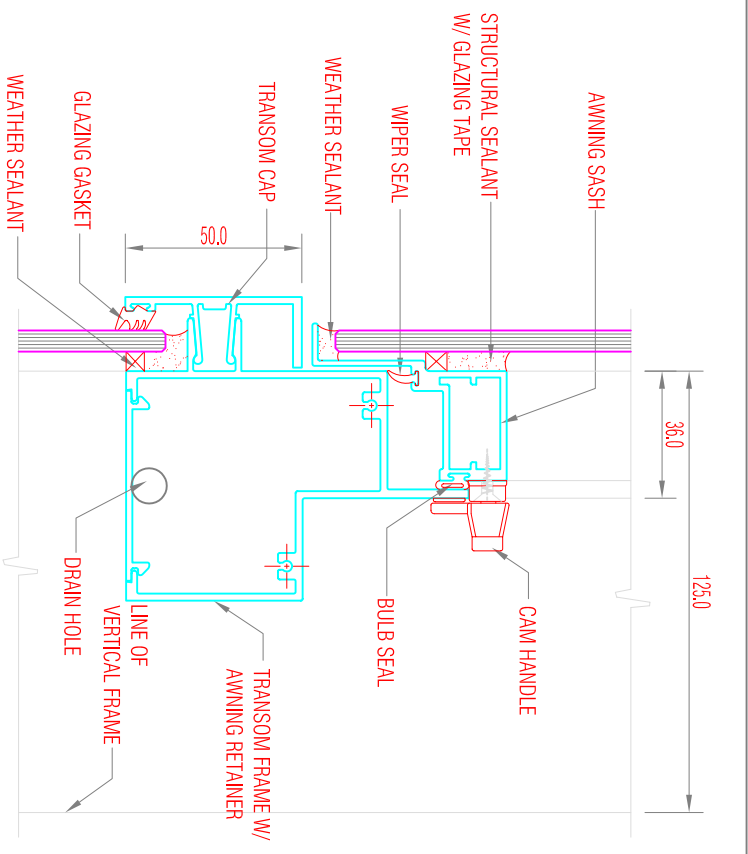 AWNING SASH
STRUCTURAL SEALANT
W/ GLAZING TAPE
WIPER SEAL
WEATHER SEALANT
TRANSOM CAP
GLAZING GASKET
WEATHER SEALANT
50.0
36.0
125.0
CAM HANDLE
BULB SEAL
TRANSOM FRAME W/
AWNING RETAINER
LINE OF
VERTICAL FRAME
DRAIN HOLE